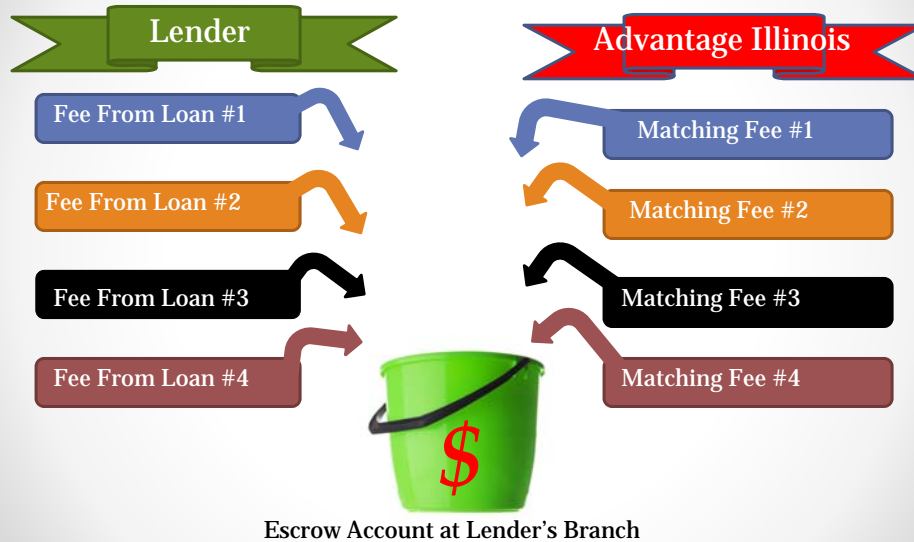 Lender
Advantage Illinois
Fee From Loan #1
Matching Fee #1
Fee From Loan #2
Matching Fee #2
Fee From Loan #3
Matching Fee #3
Fee From Loan #4
Matching Fee #4
$
Escrow Account at Lender’s Branch